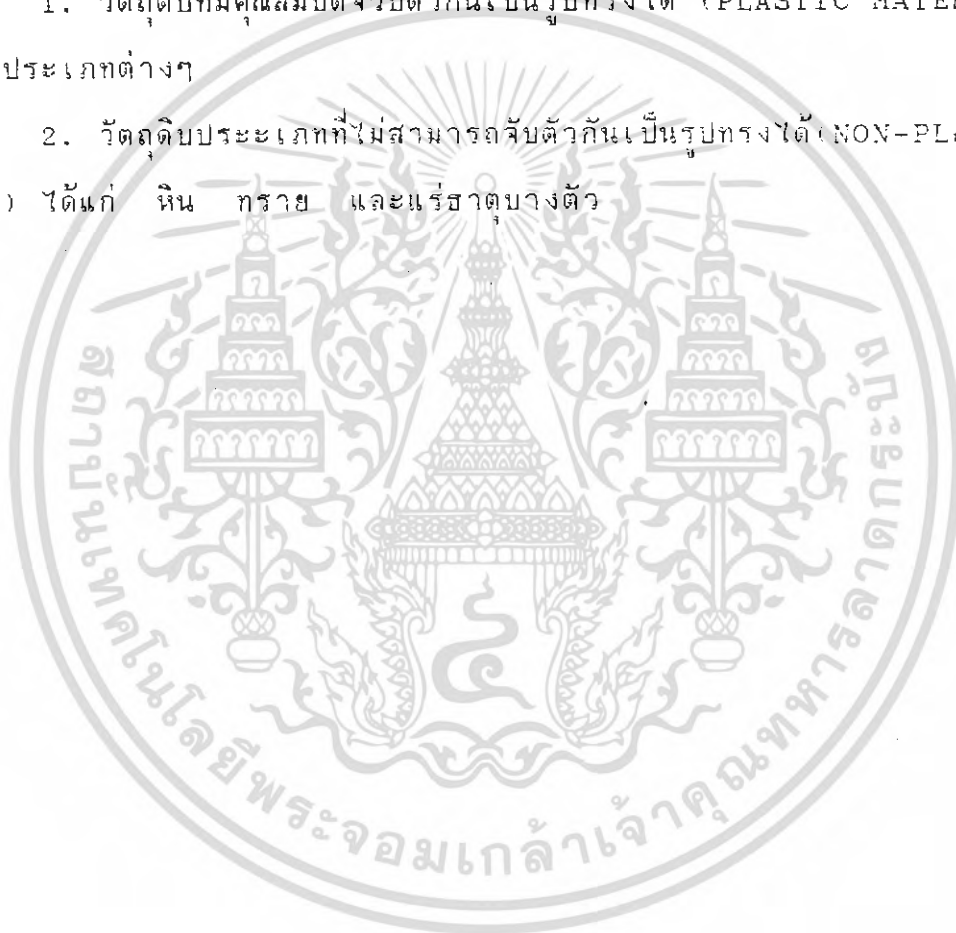 1. วัตถุดิบที่มีคุณสมบัติจับตัวกันเป็นรูปทรงได้ (PLASTIC MATE
ประเภทต่างๆ
2. วัตถุดิบประะเภทที่ไม่สามารถจับตัวกันเป็นรูปทรงได้(NON-PL
) ได้แก่ หิน ทราย และแร่ธาตุบางตัว
สถาบันเทคโนโลยีพระจอมเกล้าเจ้าคุณทหารลาดกระบัง